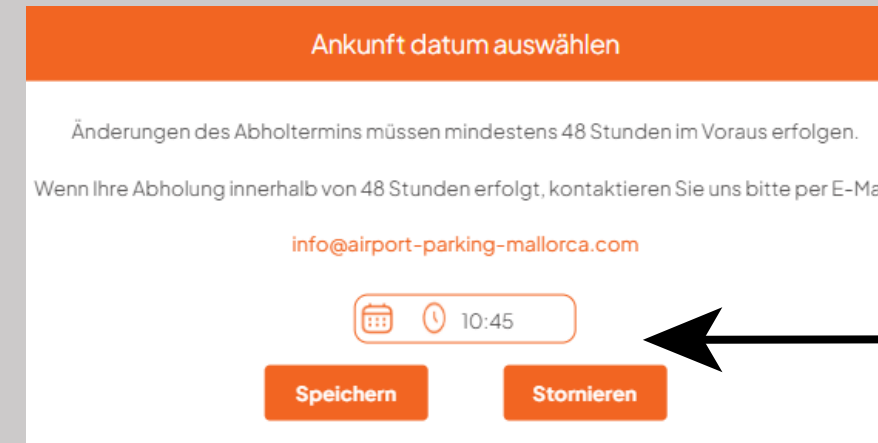 Ankunft datum auswählen
Änderungen des Abholtermins müssen mindestens 48 Stunden im Voraus erfolgen.
Wenn Ihre Abholung innerhalb von 48 Stunden erfolgt, kontaktieren Sie uns bitte per E-Ma
info@airport-parking-mallorca.com
10:45
Speichern Stornieren